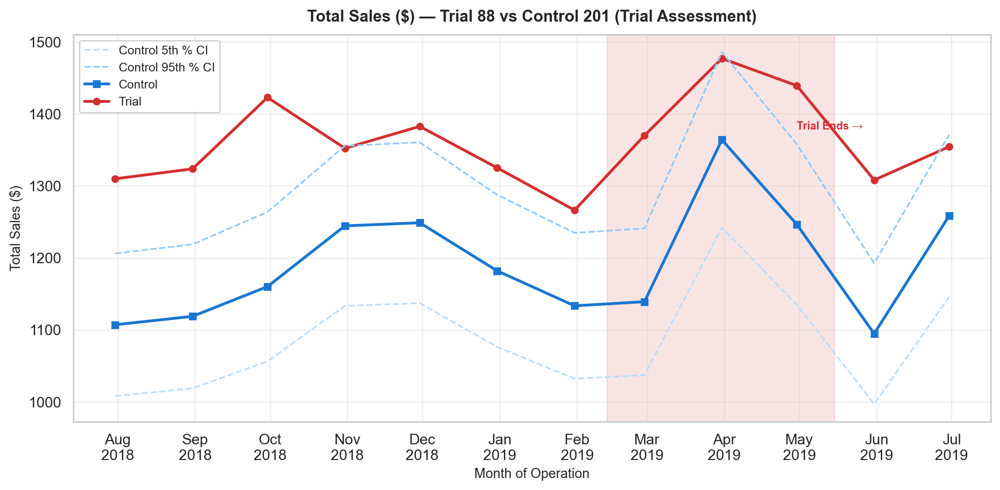 Total Sales ($) — Trial 88 vs Control 201 (Trial Assessment)
1500
1400
1300
1200
1100
1000
Total Sales ($)
Control 5th % CI
Control 95th % CI
Control
Trial
Trial Ends →
Aug
2018
Sep
2018
Oct
2018
Nov
2018
Dec
2018
Jan
2019
Feb
2019
Mar
2019
Apr
2019
May
2019
Jun
2019
Jul
2019
Month of Operation